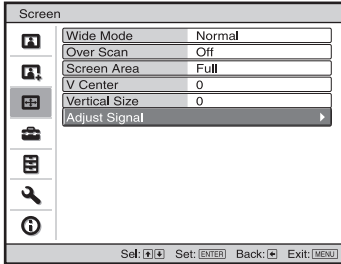 Screen
Wide Mode Normal
Over Scan Off
Screen Area Full
V Center 0
Vertical Size 0
Adjust Signal
Sel: Set: ENTER Back: Exit: MENU